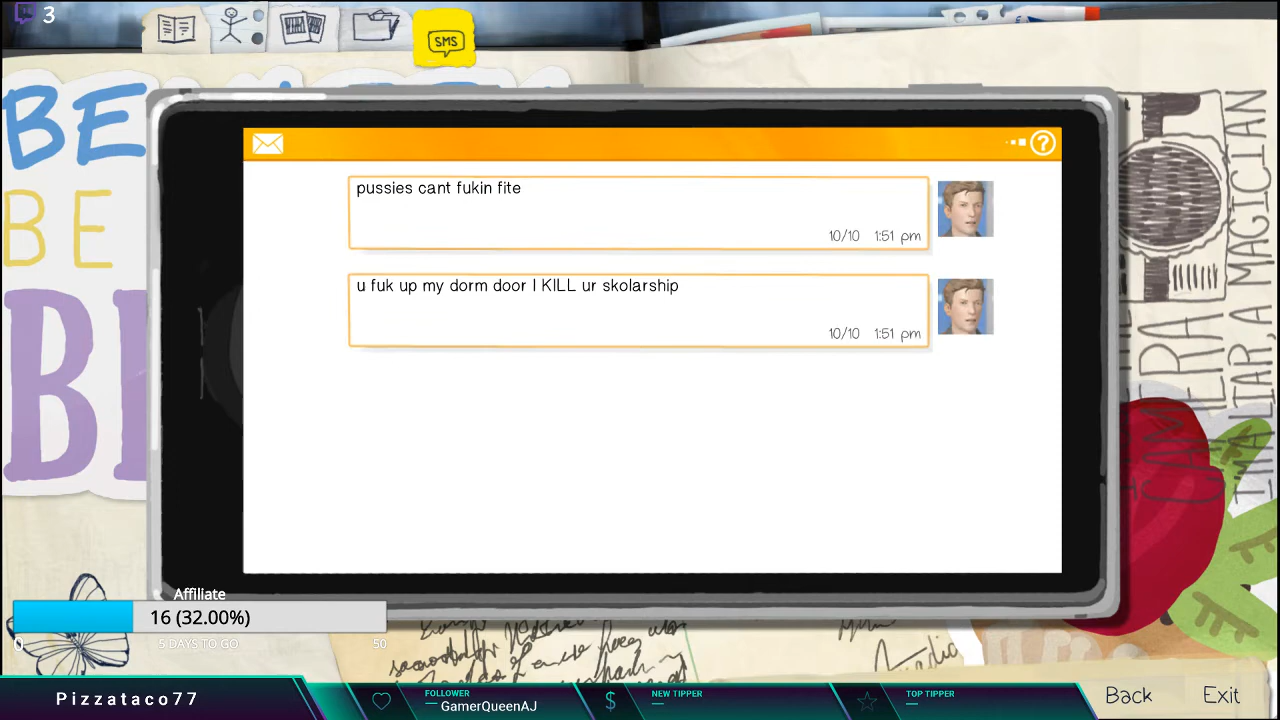 3
SMS
BE
BE
pussies cant fukin fite
10/10 1:51 pm
u fuk up my dorm door I KILL ur skolarship
10/10 1:51 pm
I'M A LIAR, A MAGICIAN
CAMERA
Affiliate
16 (32.00%)
0
5 DAYS TO GO
50
Pizzataco77
FOLLOWER
GamerQueenAJ
NEW TIPPER
TOP TIPPER
Back
Exit